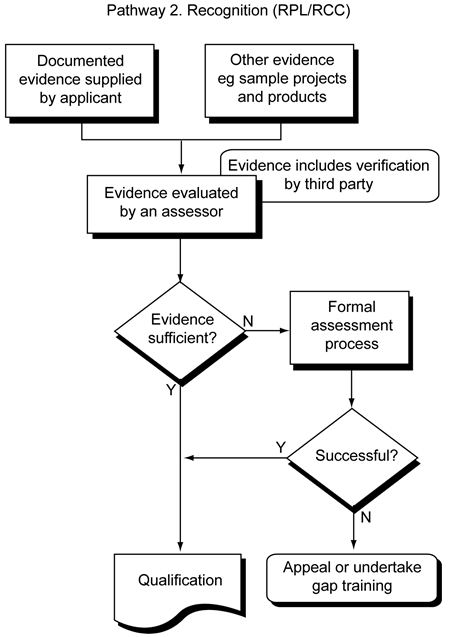 Pathway 2. Recognition (RPL/RCC)
Documented
evidence supplied
by applicant
Other evidence
eg sample projects
and products
Evidence includes verification
by third party
Evidence evaluated
by an assessor
Evidence
sufficient?
N
Formal
assessment
process
Y
Y
Successful?
N
Qualification
Appeal or undertake
gap training